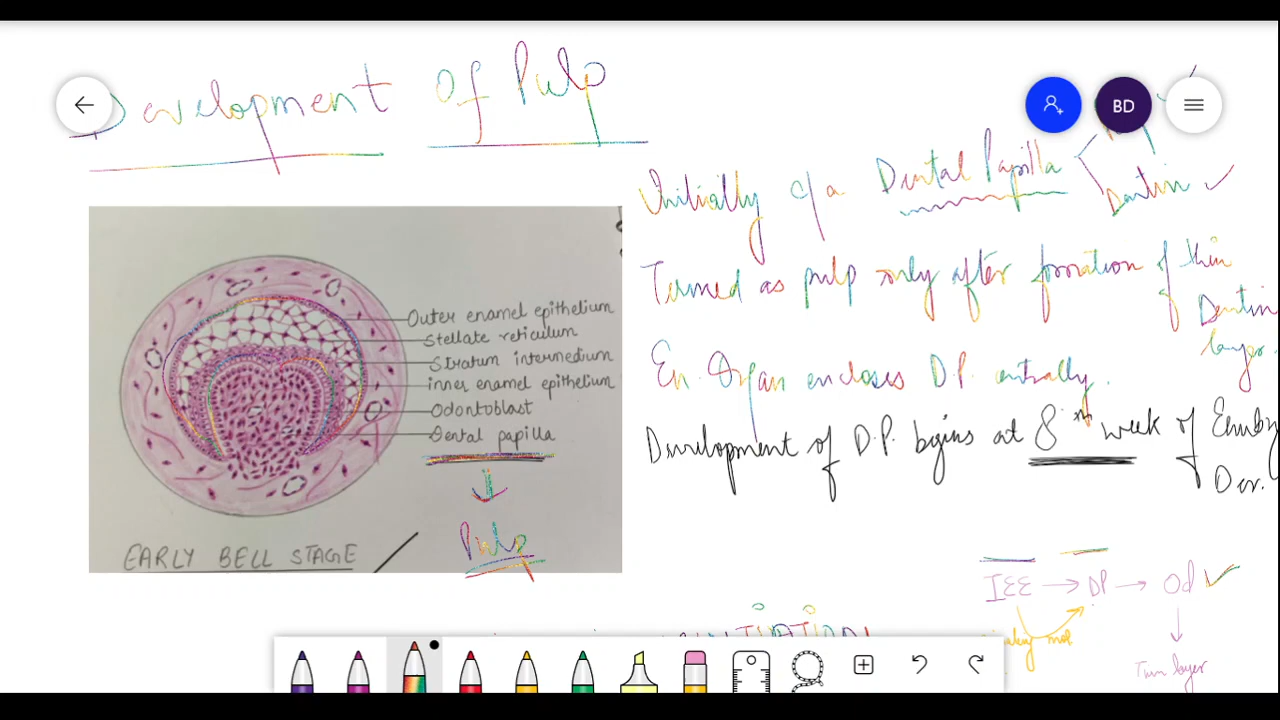 Development Of Pulp
BD
Initially c/a Dental Papilla
Dentin
Termed as pulp only after formation of thin
Dentin
layer.
En. Organ encloses D.P. centrally.
Development of D.P. begins at 8th week of Embry
Dev.
Outer enamel epithelium
Stellate reticulum
Stratum intermedium
inner enamel epithelium
Odontoblast
Dental papilla
Pulp
EARLY BELL STAGE
IEE → DP → Od
Thin layer